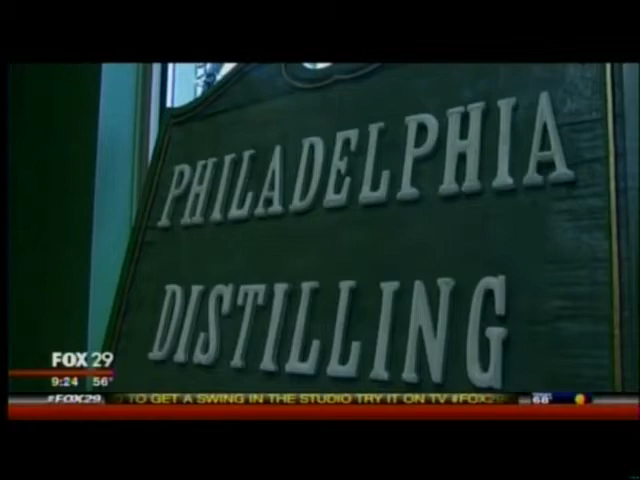 PHILADELPHIA
DISTILLING
FOX 29
9:24 56°
#FOX29 TO GET A SWING IN THE STUDIO TRY IT ON TV #FOX29
68°